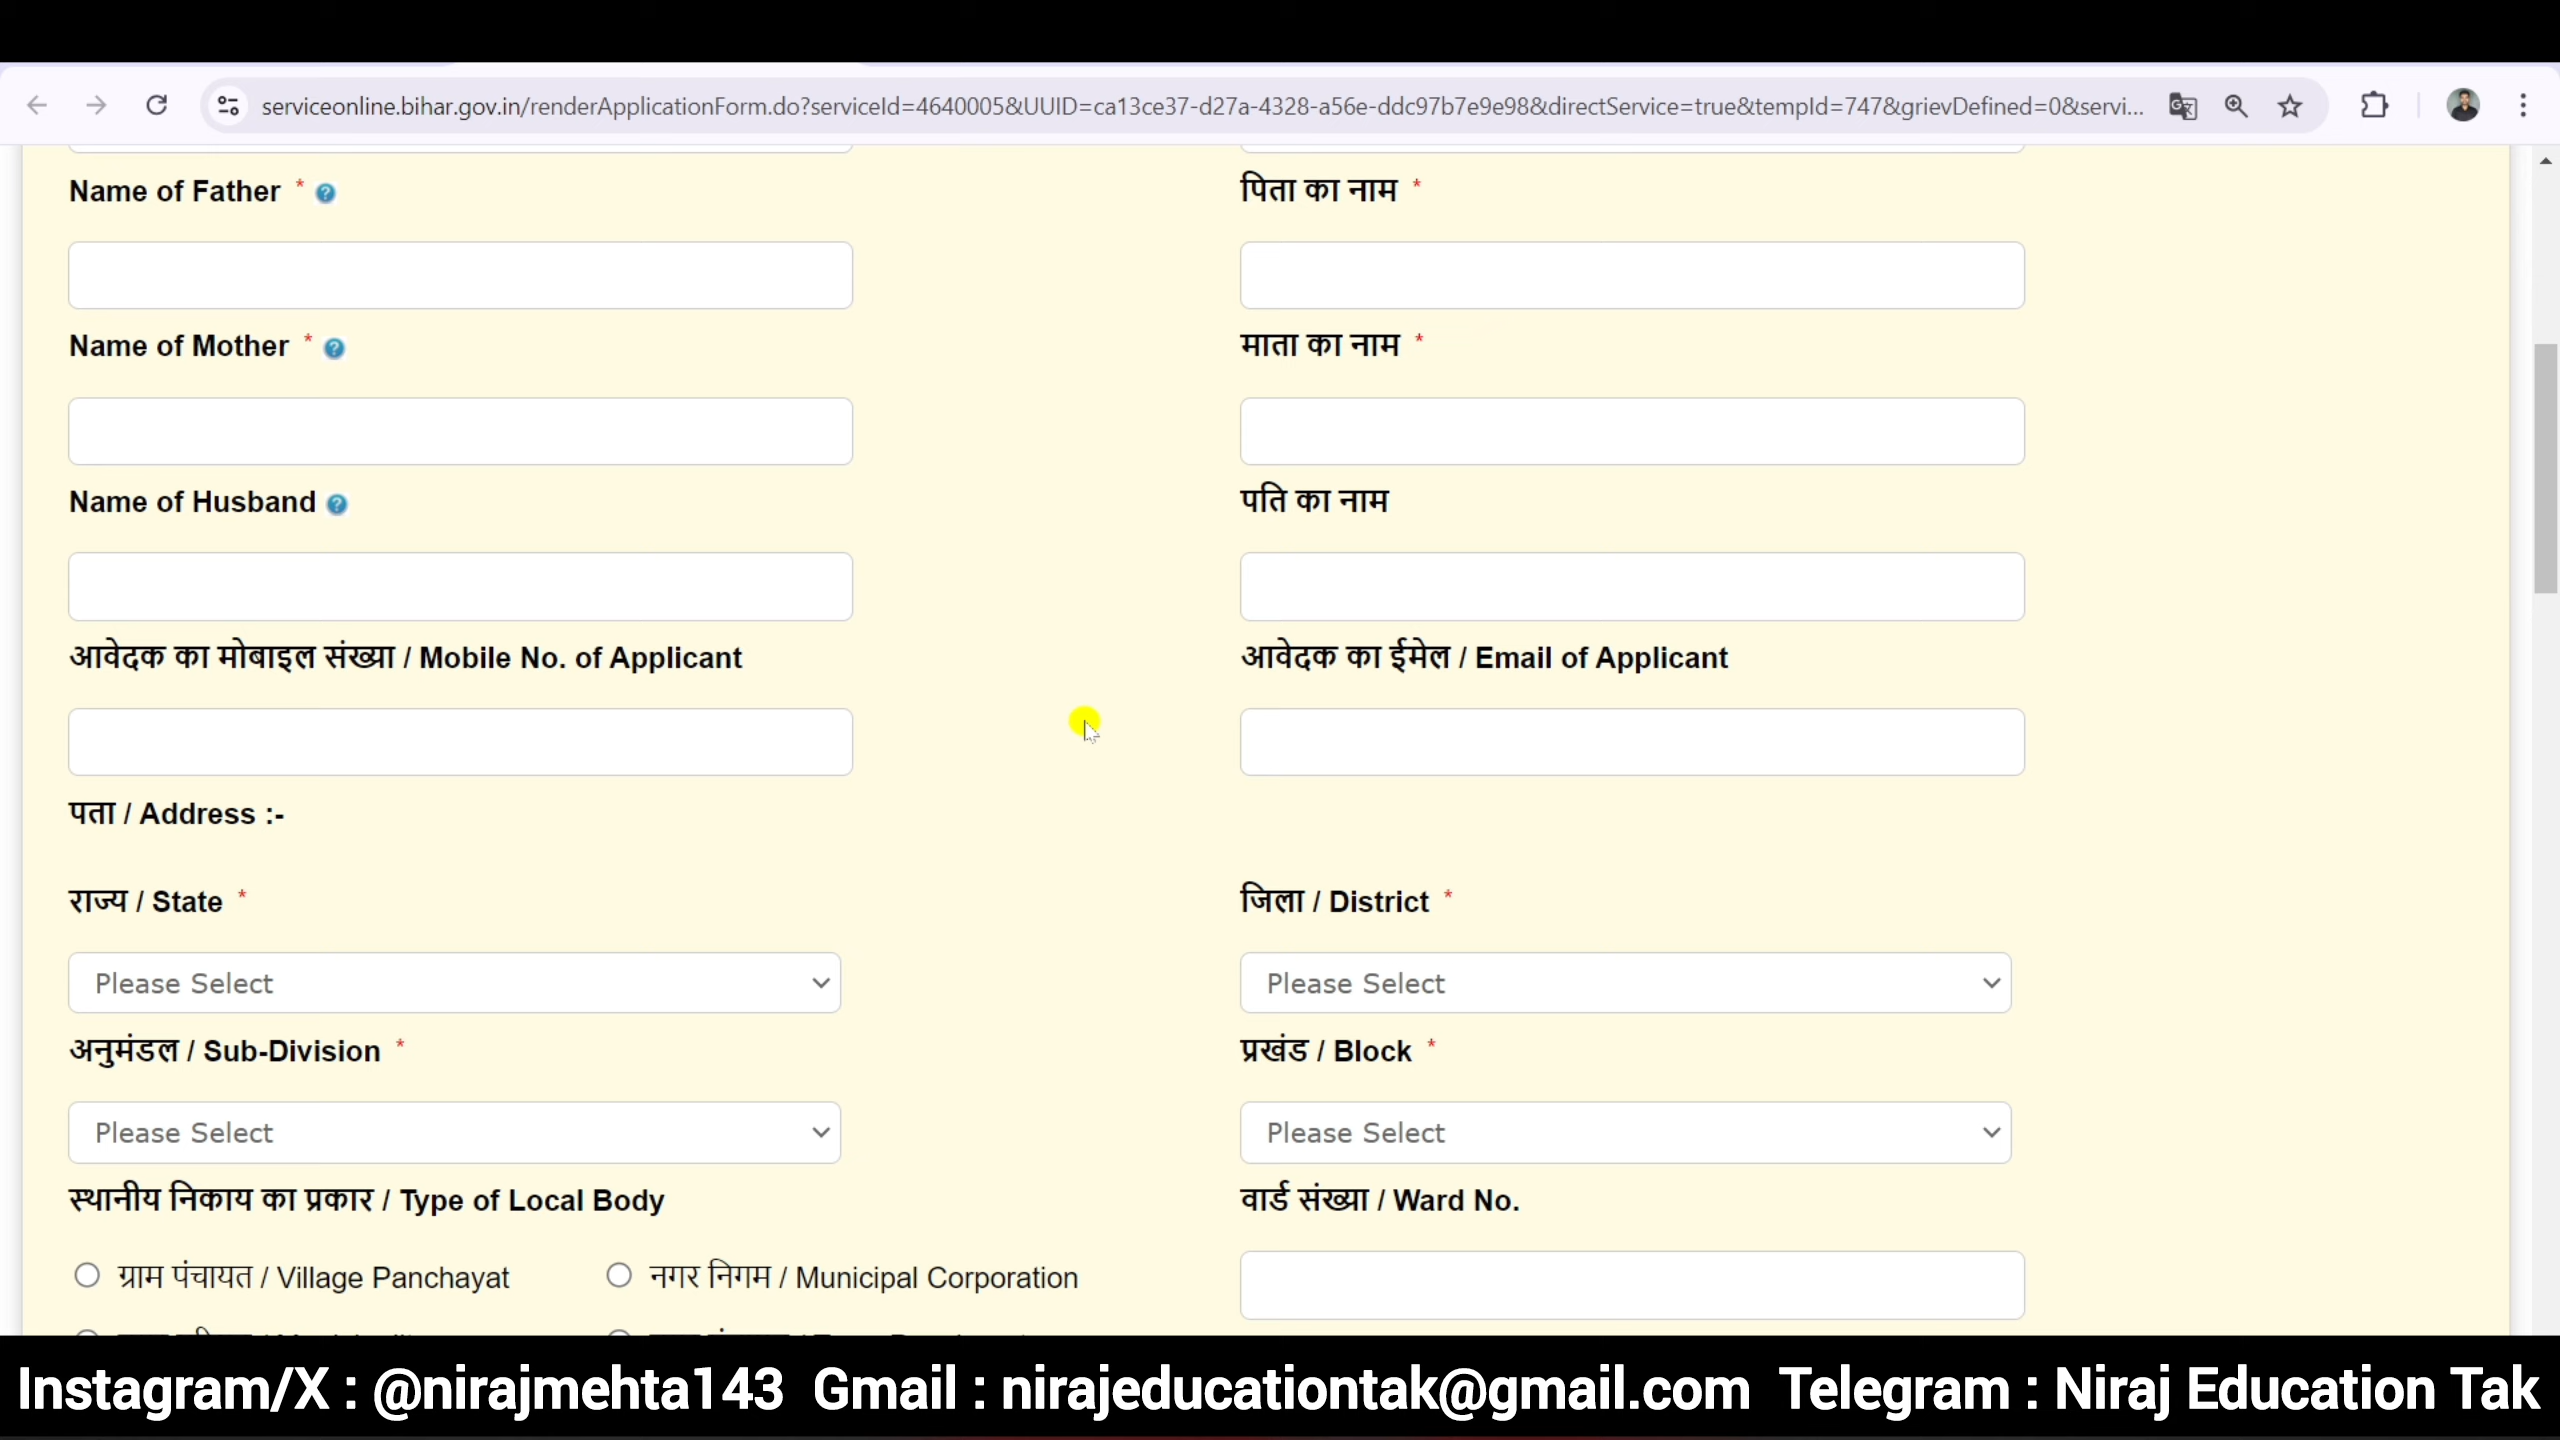 serviceonline.bihar.gov.in/renderApplicationForm.do?serviceId=4640005&UUID=ca13ce37-d27a-4328-a56e-ddc97b7e9e98&directService=true&tempId=747&grievDefined=0&servi...
Name of Father * पिता का नाम *
Name of Mother * माता का नाम *
Name of Husband पति का नाम
आवेदक का मोबाइल संख्या / Mobile No. of Applicant आवेदक का ईमेल / Email of Applicant
पता / Address :-
राज्य / State * जिला / District *
Please Select Please Select
अनुमंडल / Sub-Division * प्रखंड / Block *
Please Select Please Select
स्थानीय निकाय का प्रकार / Type of Local Body वार्ड संख्या / Ward No.
ग्राम पंचायत / Village Panchayat नगर निगम / Municipal Corporation
Instagram/X : @nirajmehta143 Gmail : nirajeducationtak@gmail.com Telegram : Niraj Education Tak